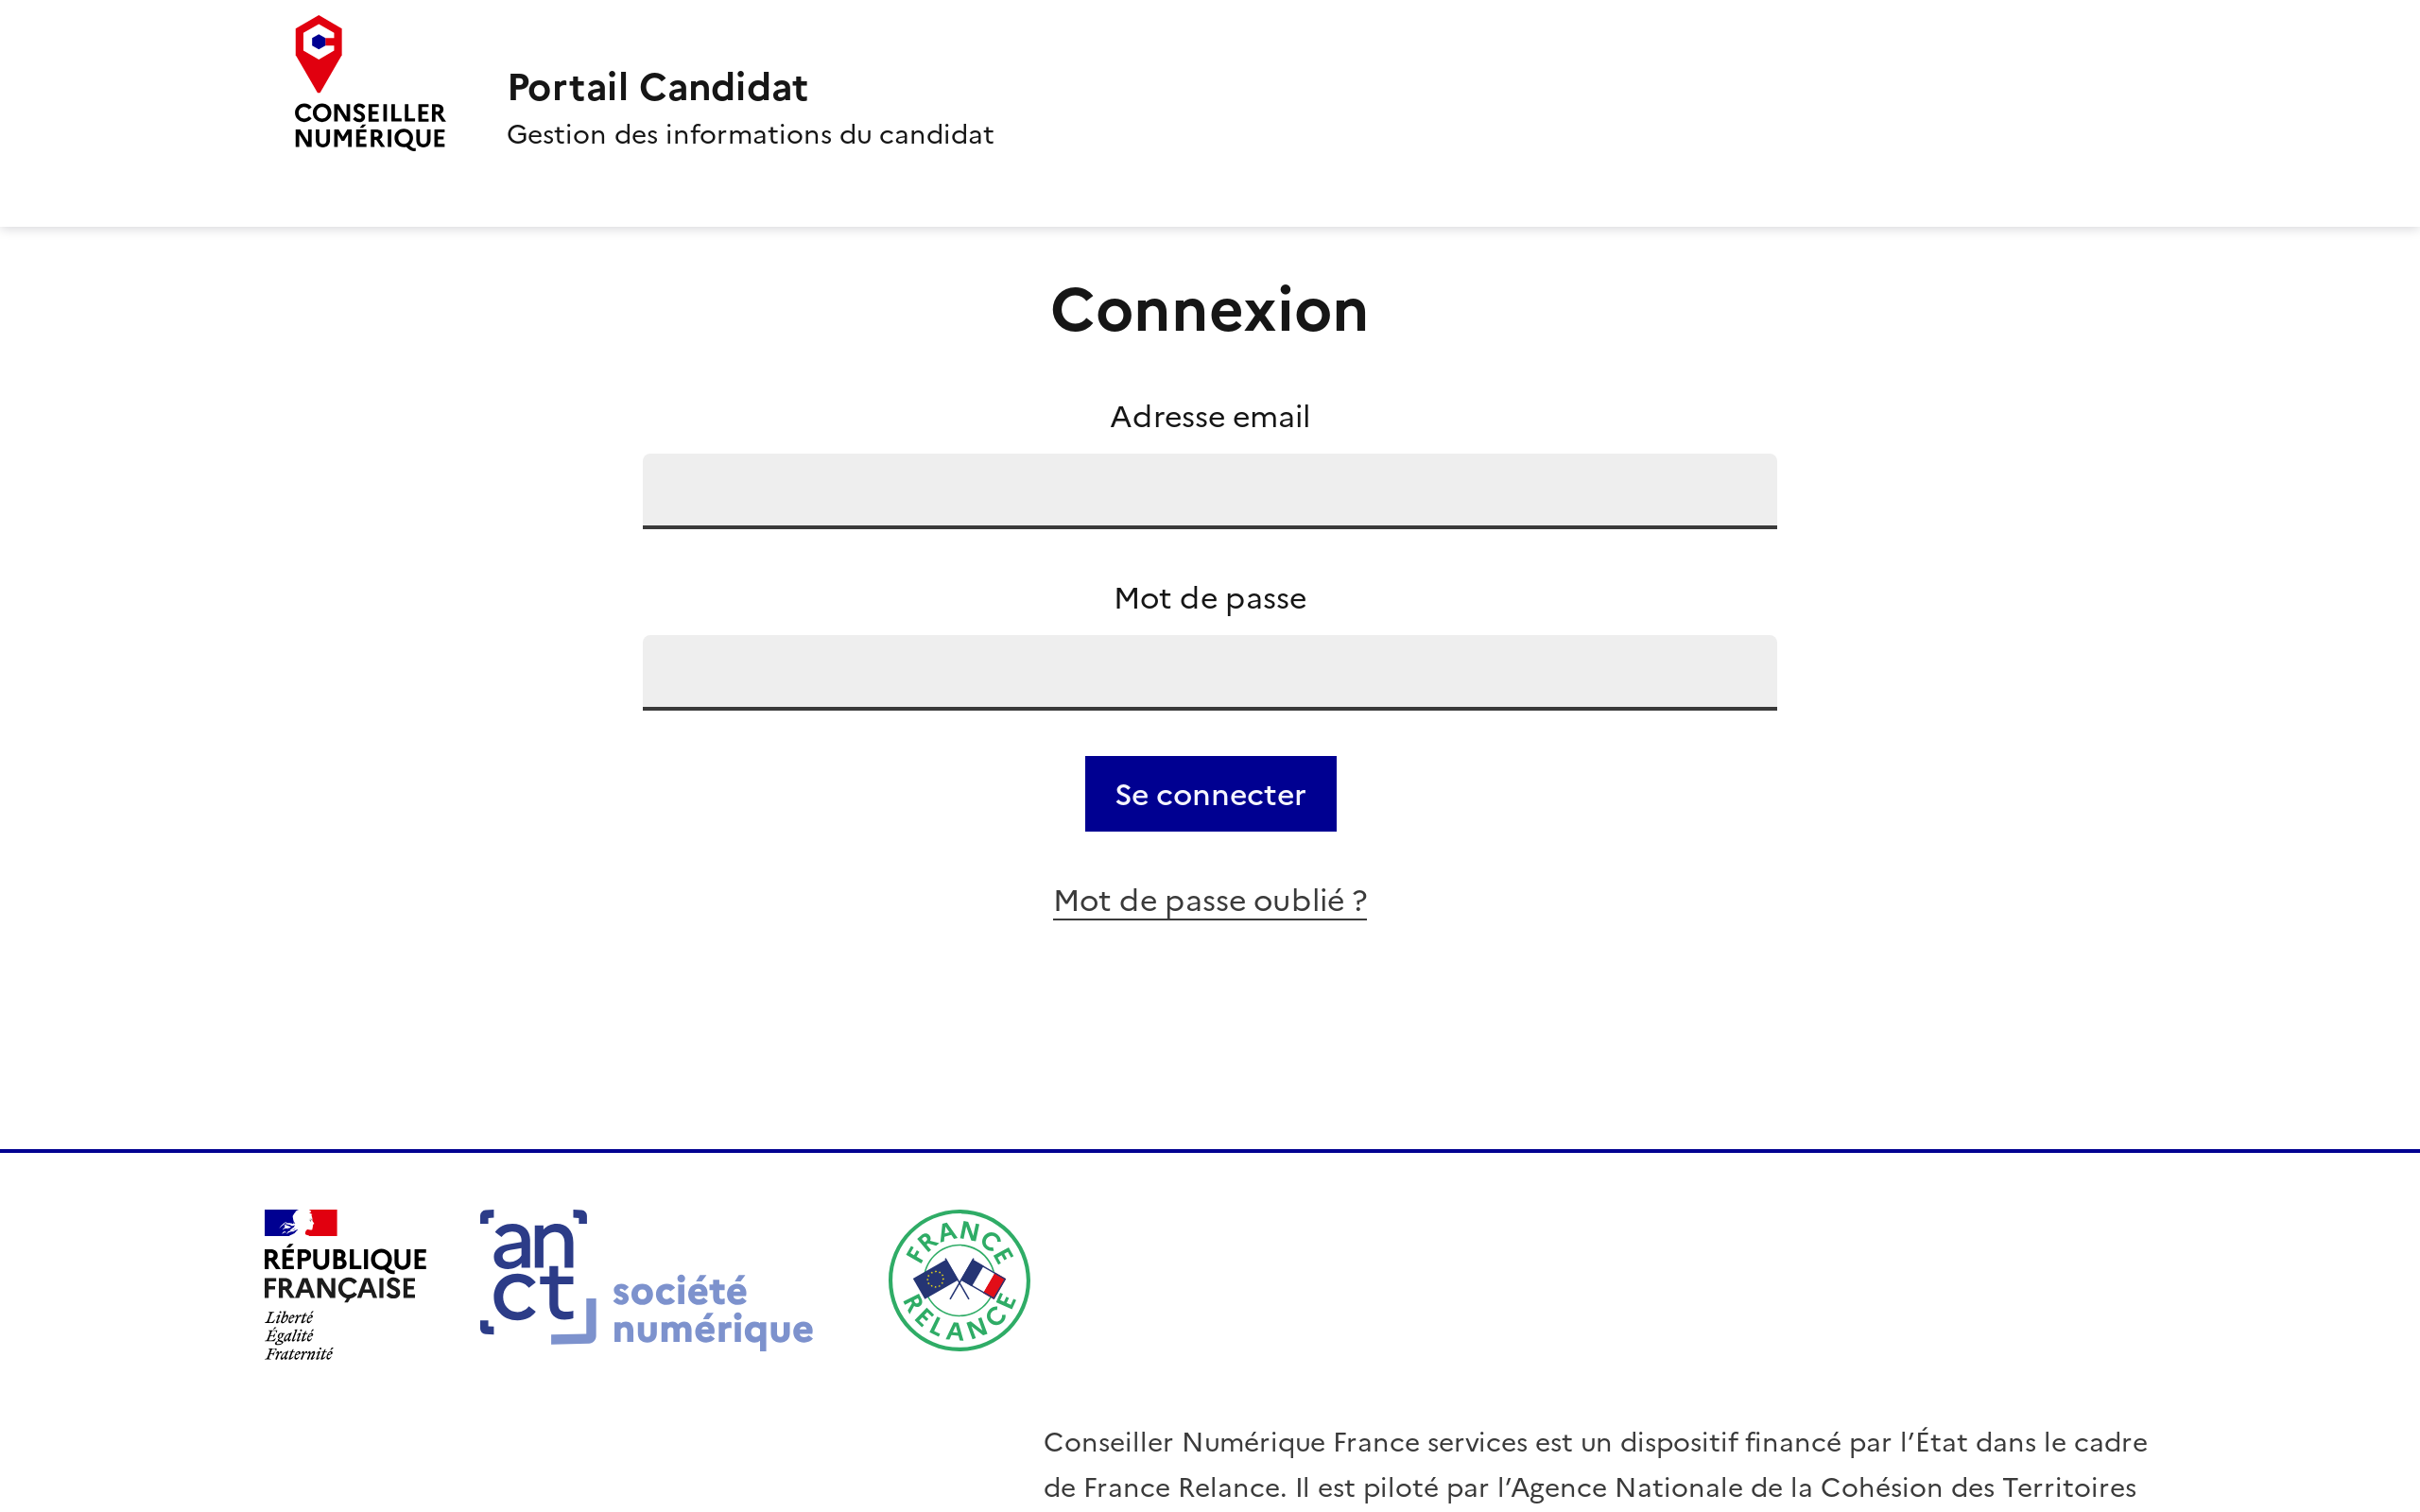 CONSEILLER
NUMÉRIQUE
Portail Candidat
Gestion des informations du candidat
Connexion
Adresse email
Mot de passe
Se connecter
Mot de passe oublié ?
RÉPUBLIQUE
FRANÇAISE
Liberté
Égalité
Fraternité
an
ct
société
numérique
FRANCE
RELANCE
Conseiller Numérique France services est un dispositif financé par l’État dans le cadre
de France Relance. Il est piloté par l’Agence Nationale de la Cohésion des Territoires